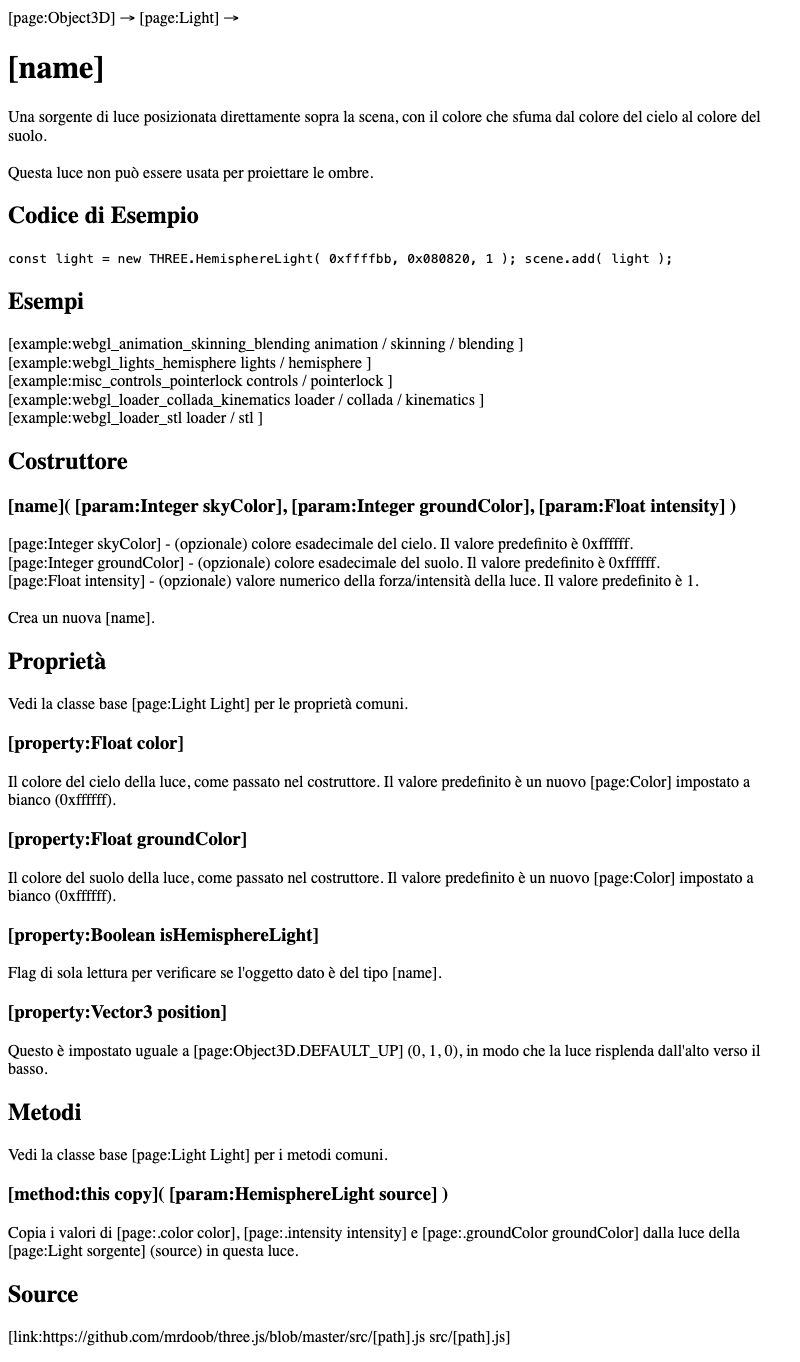 [page:Object3D] → [page:Light] →
[name]
Una sorgente di luce posizionata direttamente sopra la scena, con il colore che sfuma dal colore del cielo al colore del
suolo.
Questa luce non può essere usata per proiettare le ombre.
Codice di Esempio
const light = new THREE.HemisphereLight( 0xffffbb, 0x080820, 1 ); scene.add( light );
Esempi
[example:webgl_animation_skinning_blending animation / skinning / blending ]
[example:webgl_lights_hemisphere lights / hemisphere ]
[example:misc_controls_pointerlock controls / pointerlock ]
[example:webgl_loader_collada_kinematics loader / collada / kinematics ]
[example:webgl_loader_stl loader / stl ]
Costruttore
[name]( [param:Integer skyColor], [param:Integer groundColor], [param:Float intensity] )
[page:Integer skyColor] - (opzionale) colore esadecimale del cielo. Il valore predefinito è 0xffffff.
[page:Integer groundColor] - (opzionale) colore esadecimale del suolo. Il valore predefinito è 0xffffff.
[page:Float intensity] - (opzionale) valore numerico della forza/intensità della luce. Il valore predefinito è 1.
Crea un nuova [name].
Proprietà
Vedi la classe base [page:Light Light] per le proprietà comuni.
[property:Float color]
Il colore del cielo della luce, come passato nel costruttore. Il valore predefinito è un nuovo [page:Color] impostato a
bianco (0xffffff).
[property:Float groundColor]
Il colore del suolo della luce, come passato nel costruttore. Il valore predefinito è un nuovo [page:Color] impostato a
bianco (0xffffff).
[property:Boolean isHemisphereLight]
Flag di sola lettura per verificare se l'oggetto dato è del tipo [name].
[property:Vector3 position]
Questo è impostato uguale a [page:Object3D.DEFAULT_UP] (0, 1, 0), in modo che la luce risplenda dall'alto verso il
basso.
Metodi
Vedi la classe base [page:Light Light] per i metodi comuni.
[method:this copy]( [param:HemisphereLight source] )
Copia i valori di [page:.color color], [page:.intensity intensity] e [page:.groundColor groundColor] dalla luce della
[page:Light sorgente] (source) in questa luce.
Source
[link:https://github.com/mrdoob/three.js/blob/master/src/[path].js src/[path].js]